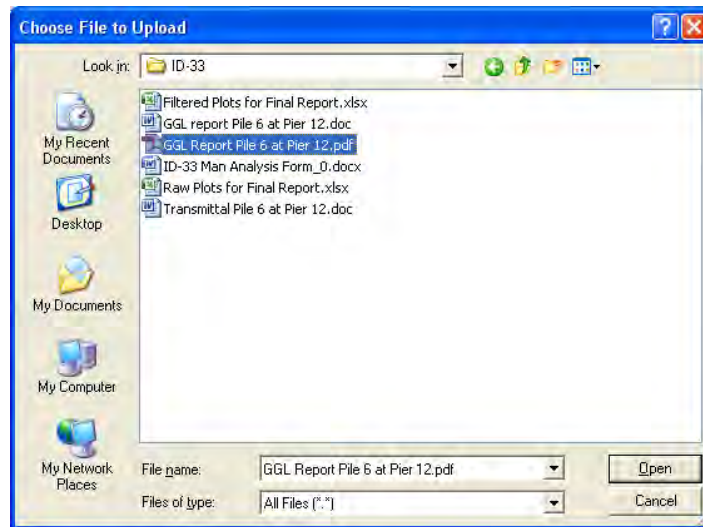 Choose File to Upload
Look in:
ID-33
My Recent
Documents
Desktop
My Documents
My Computer
My Network
Places
Filtered Plots for Final Report.xlsx
GGL report Pile 6 at Pier 12.doc
GGL Report Pile 6 at Pier 12.pdf
ID-33 Man Analysis Form_0.docx
Raw Plots for Final Report.xlsx
Transmittal Pile 6 at Pier 12.doc
File name:
GGL Report Pile 6 at Pier 12.pdf
Open
Files of type:
All Files (*.*)
Cancel